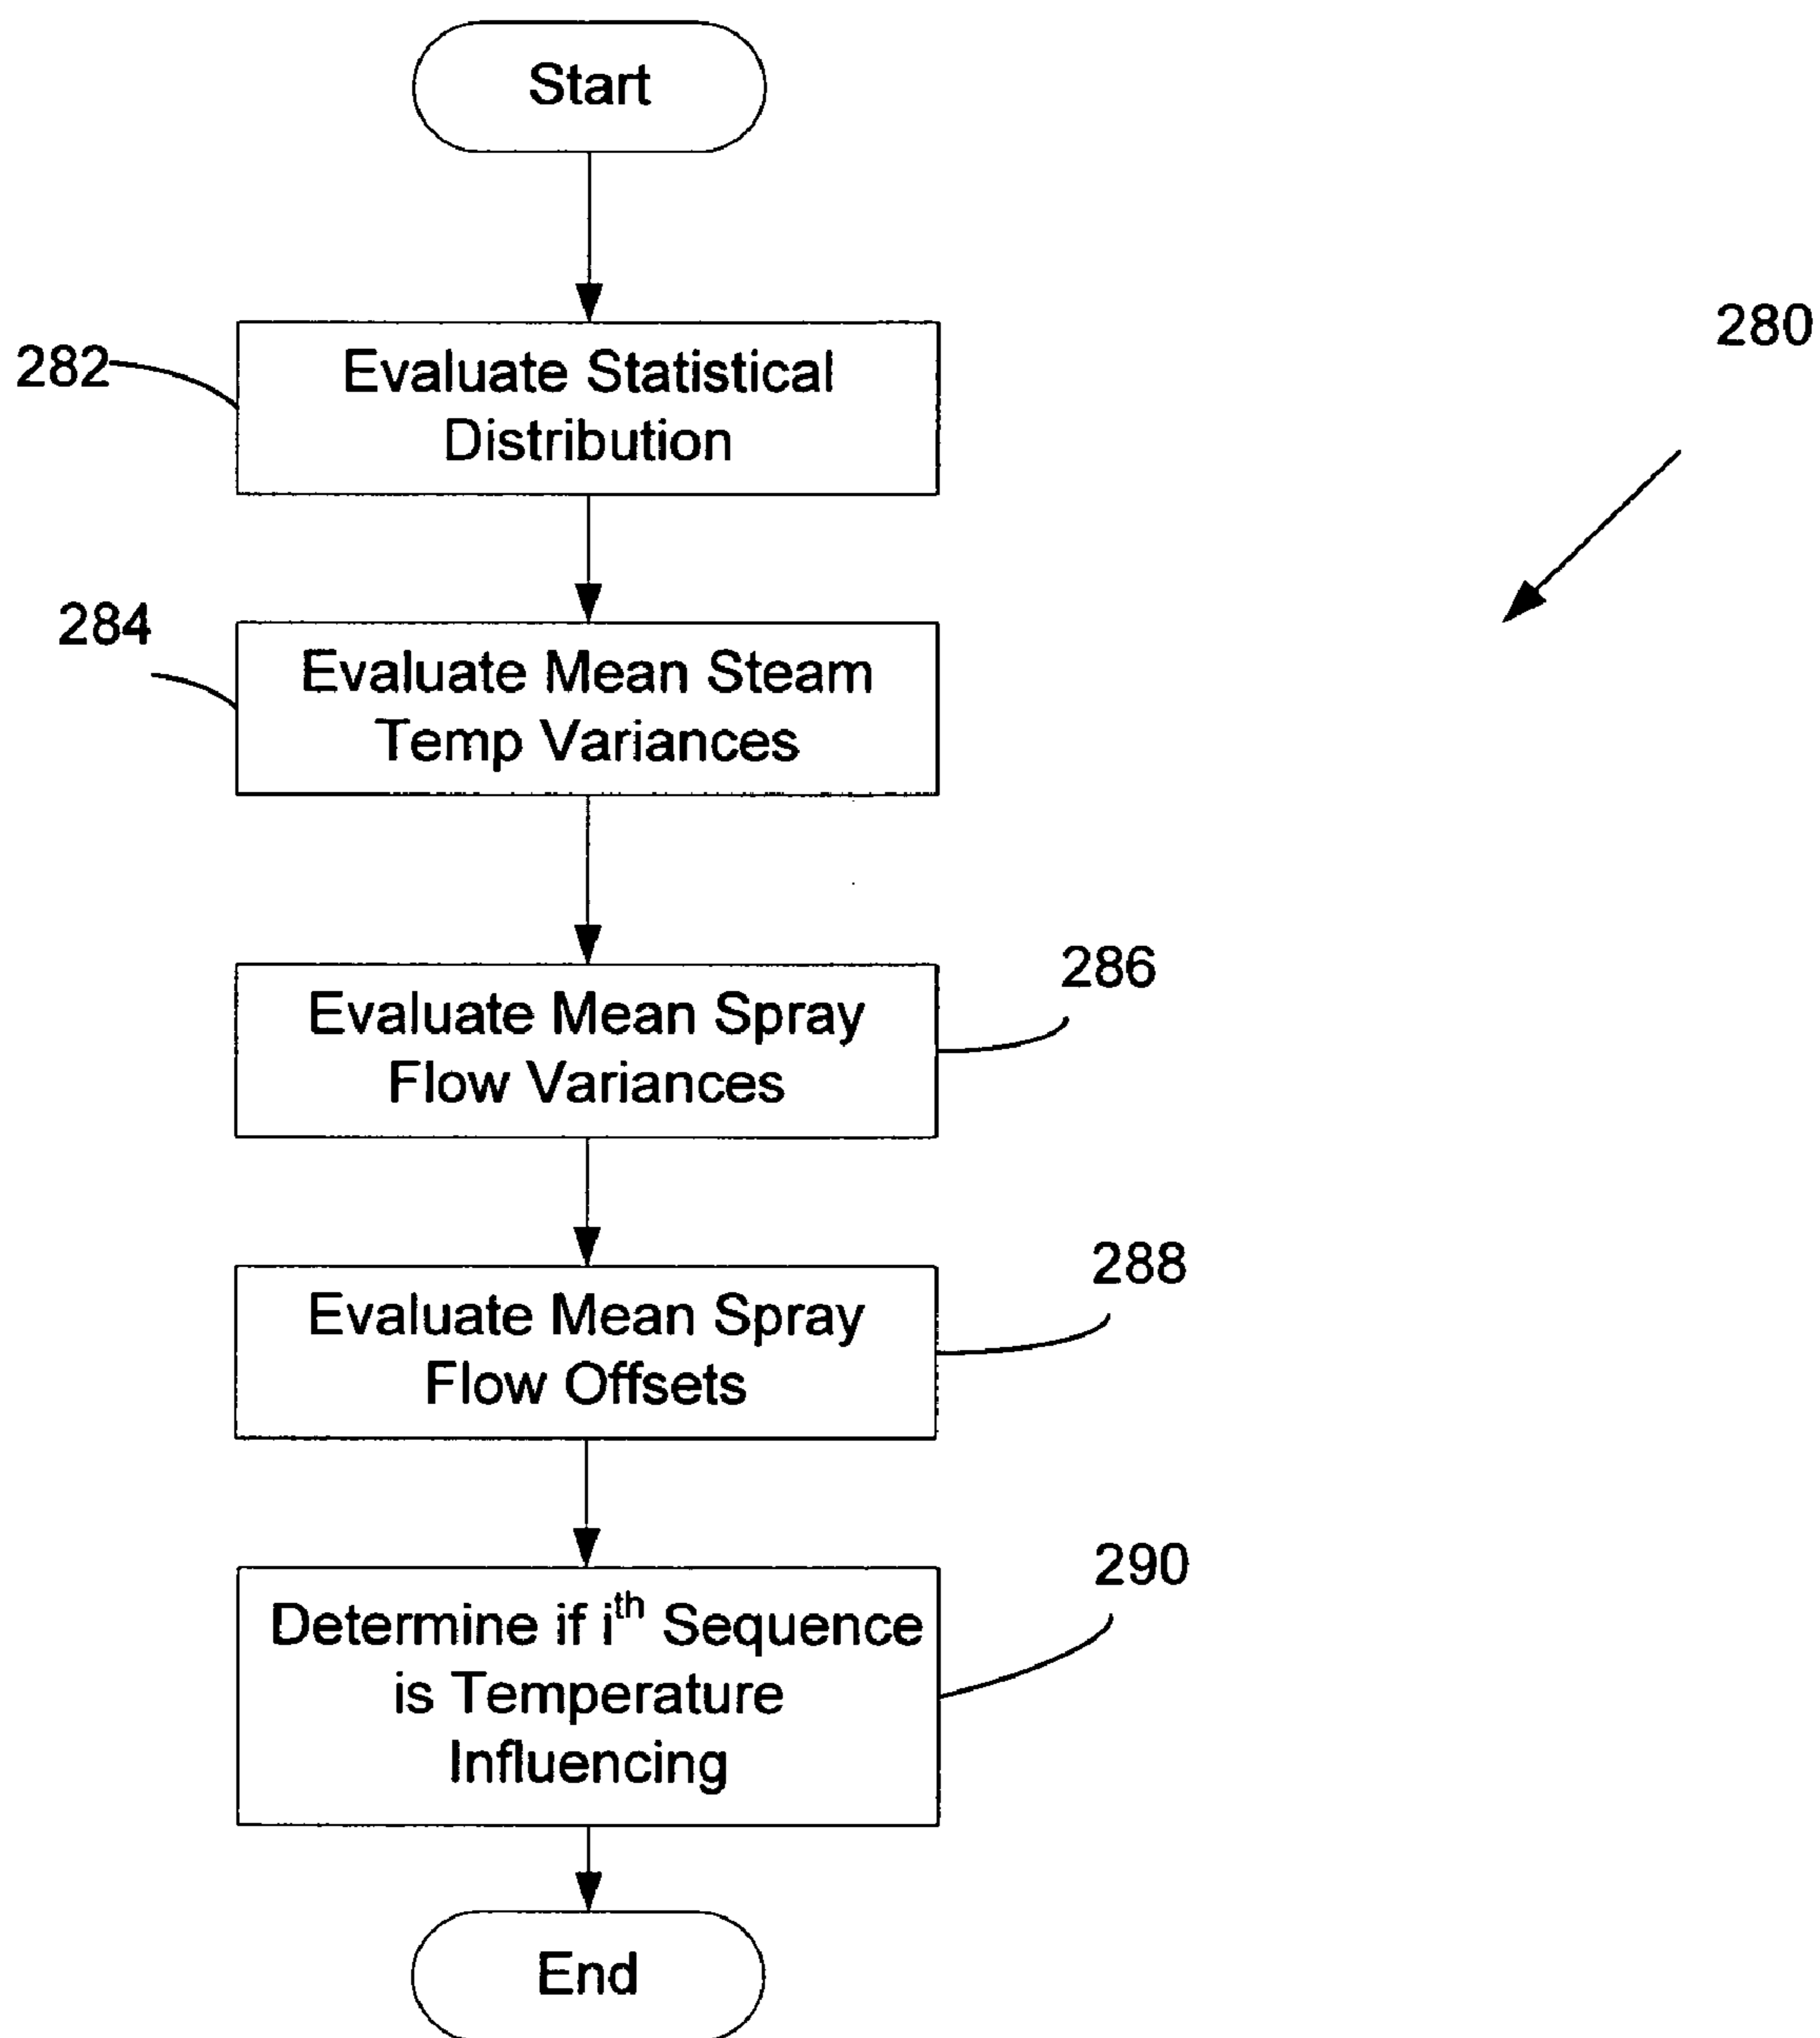 Start
280
282
Evaluate Statistical
Distribution
284
Evaluate Mean Steam
Temp Variances
286
Evaluate Mean Spray
Flow Variances
288
Evaluate Mean Spray
Flow Offsets
290
Determine if ith Sequence
is Temperature
Influencing
End